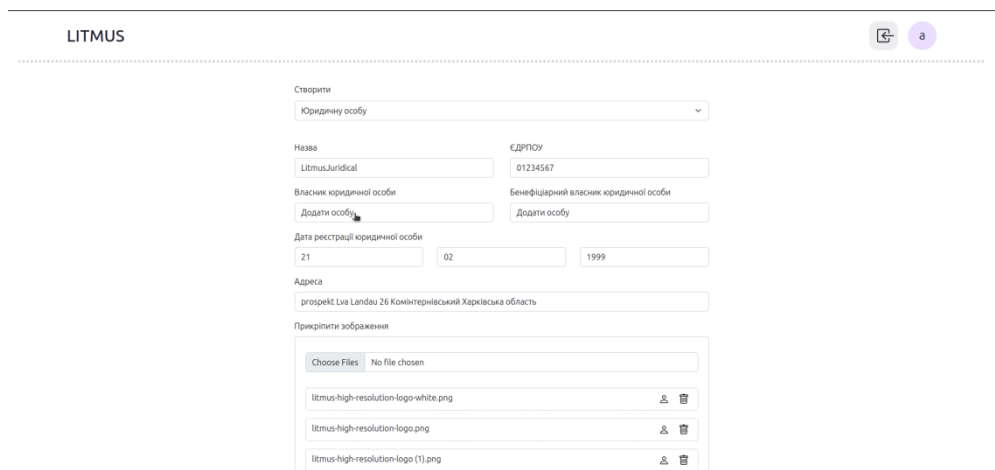 LITMUS
a
Створити
Юридичну особу
Назва ЄДРПОУ
LitmusJuridical 01234567
Власник юридичної особи Бенефіціарний власник юридичної особи
Додати особу Додати особу
Дата реєстрації юридичної особи
21 02 1999
Адреса
prospekt Lva Landau 26 Комінтернівський Харківська область
Прикріпити зображення
Choose Files No file chosen
litmus-high-resolution-logo-white.png
litmus-high-resolution-logo.png
litmus-high-resolution-logo (1).png